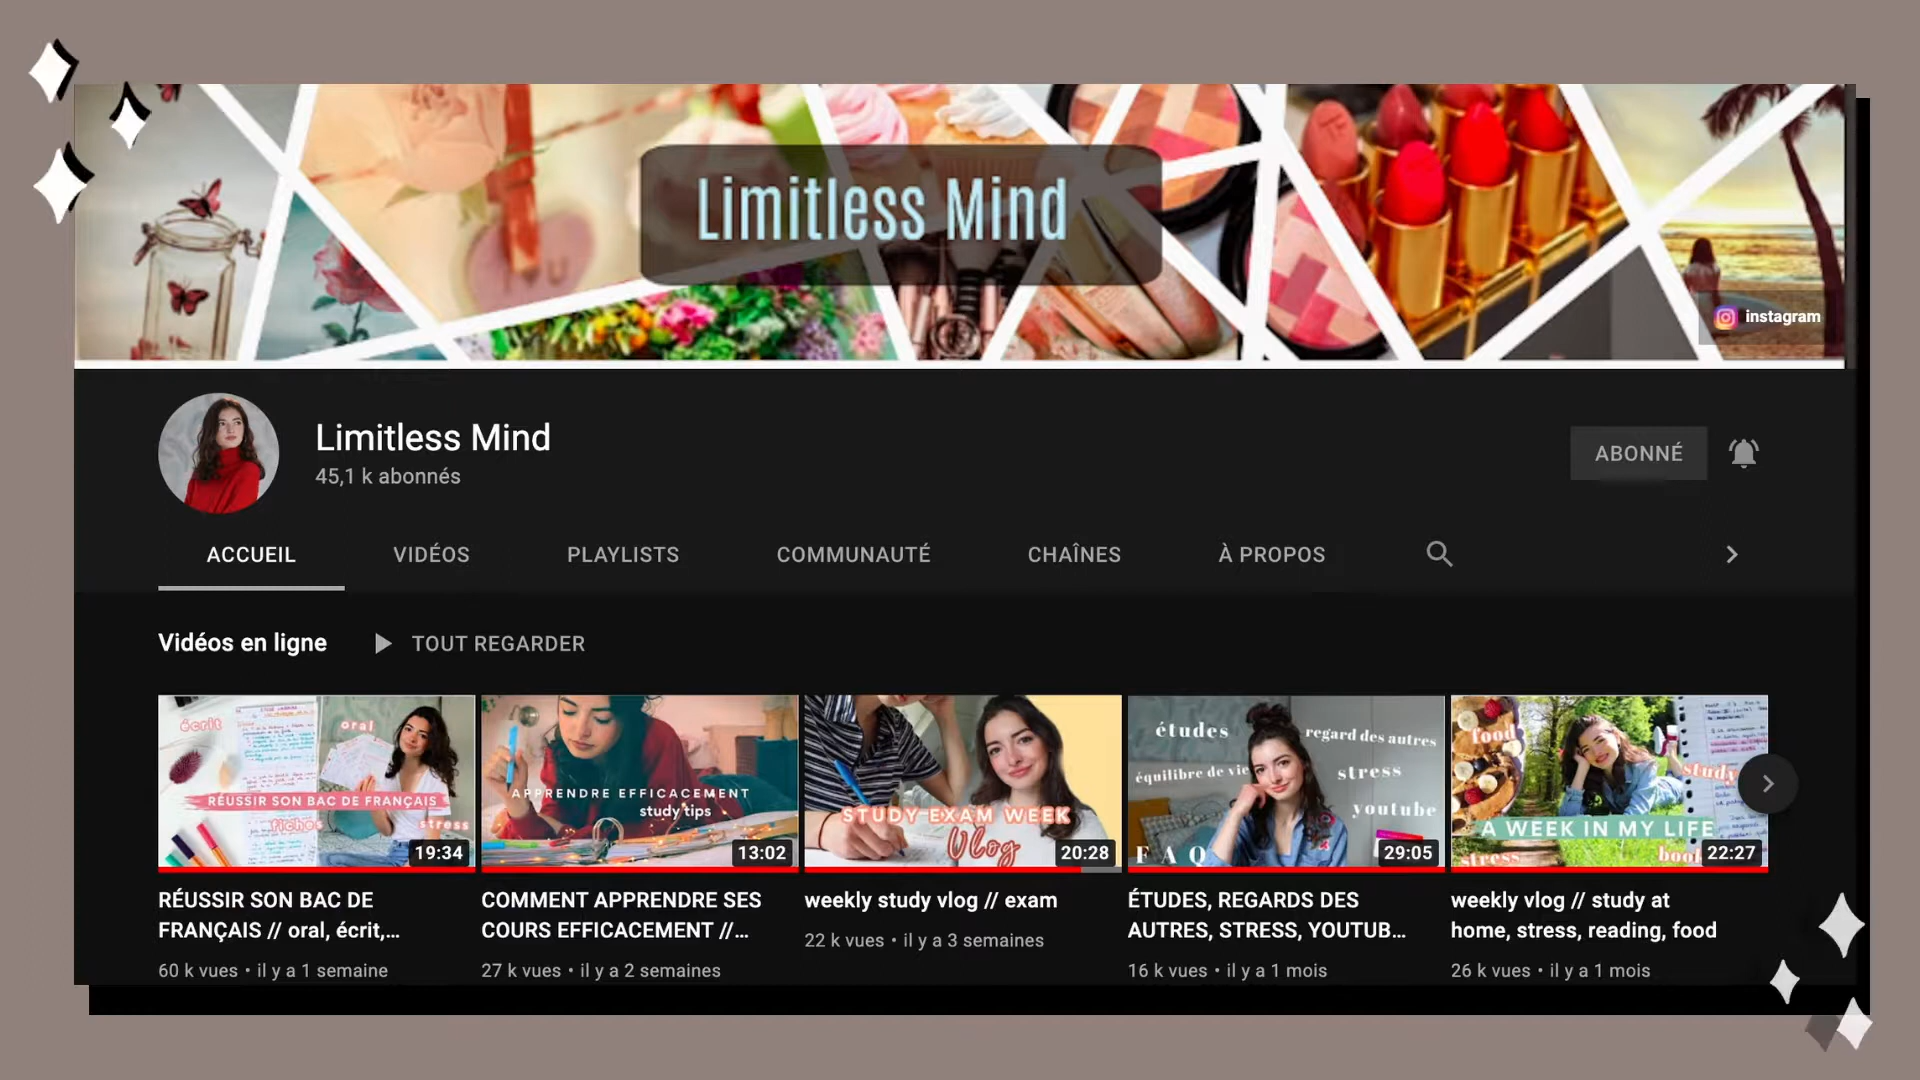 Limitless Mind
instagram
Limitless Mind
45,1 k abonnés
ABONNÉ
ACCUEIL
VIDÉOS
PLAYLISTS
COMMUNAUTÉ
CHAÎNES
À PROPOS
Vidéos en ligne
TOUT REGARDER
écrit
oral
RÉUSSIR SON BAC DE FRANÇAIS
fiches
stress
19:34
APPRENDRE EFFICACEMENT
study tips
13:02
STUDY EXAM WEEK
Vlog
20:28
études
regard des autres
équilibre de vie
stress
youtube
FAQ
29:05
food
study
A WEEK IN MY LIFE
stress
22:27
RÉUSSIR SON BAC DE
FRANÇAIS // oral, écrit,...
60 k vues • il y a 1 semaine
COMMENT APPRENDRE SES
COURS EFFICACEMENT //...
27 k vues • il y a 2 semaines
weekly study vlog // exam
22 k vues • il y a 3 semaines
ÉTUDES, REGARDS DES
AUTRES, STRESS, YOUTUB...
16 k vues • il y a 1 mois
weekly vlog // study at
home, stress, reading, food
26 k vues • il y a 1 mois